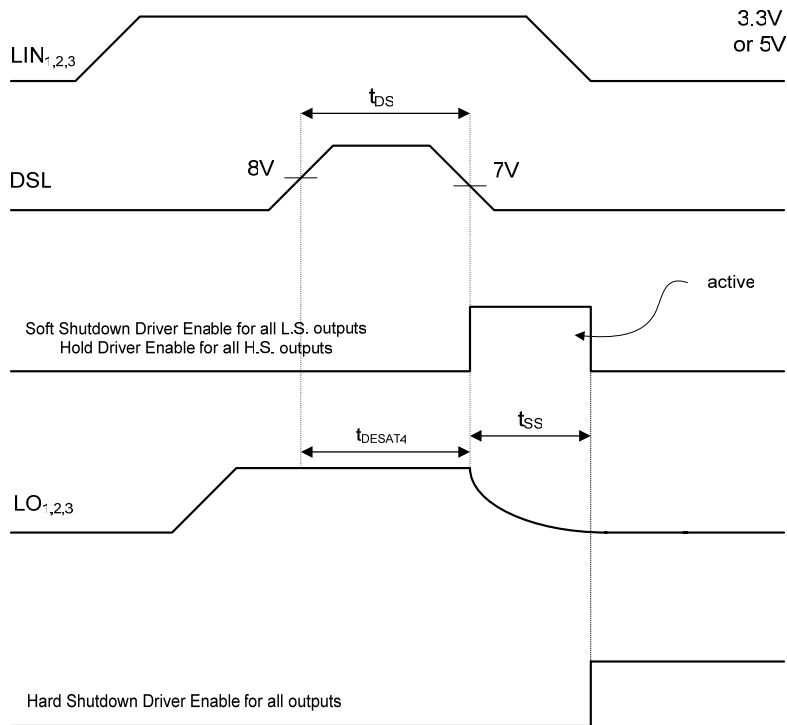 3.3V
or 5V
LIN1,2,3
tDS
8V
7V
DSL
active
Soft Shutdown Driver Enable for all L.S. outputs
Hold Driver Enable for all H.S. outputs
tSS
tDESAT4
LO1,2,3
Hard Shutdown Driver Enable for all outputs